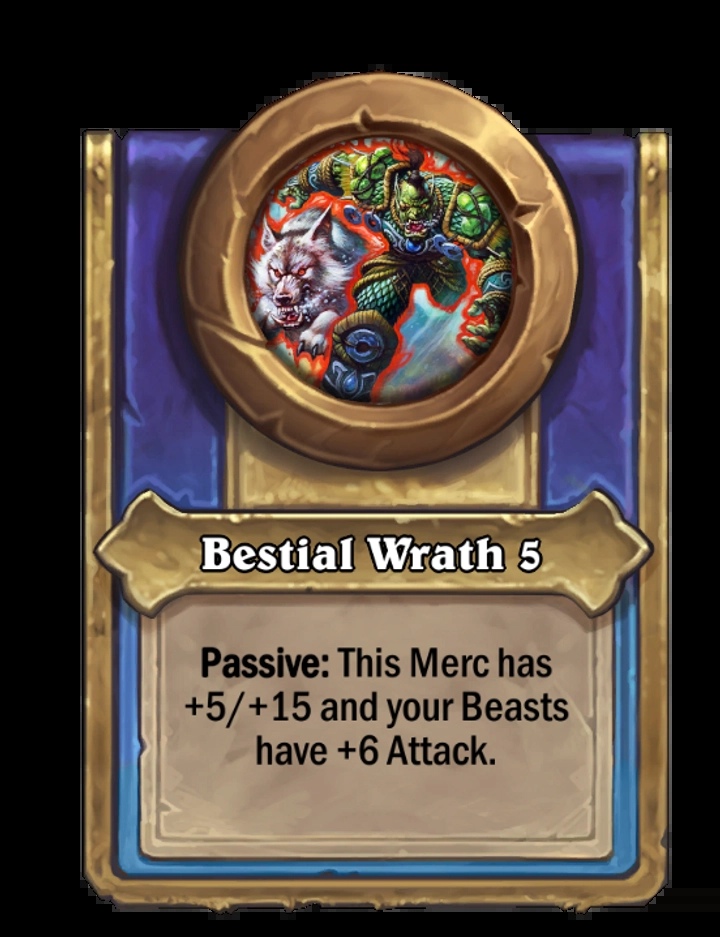 Bestial Wrath 5
Passive: This Merc has
+5/+15 and your Beasts
have +6 Attack.